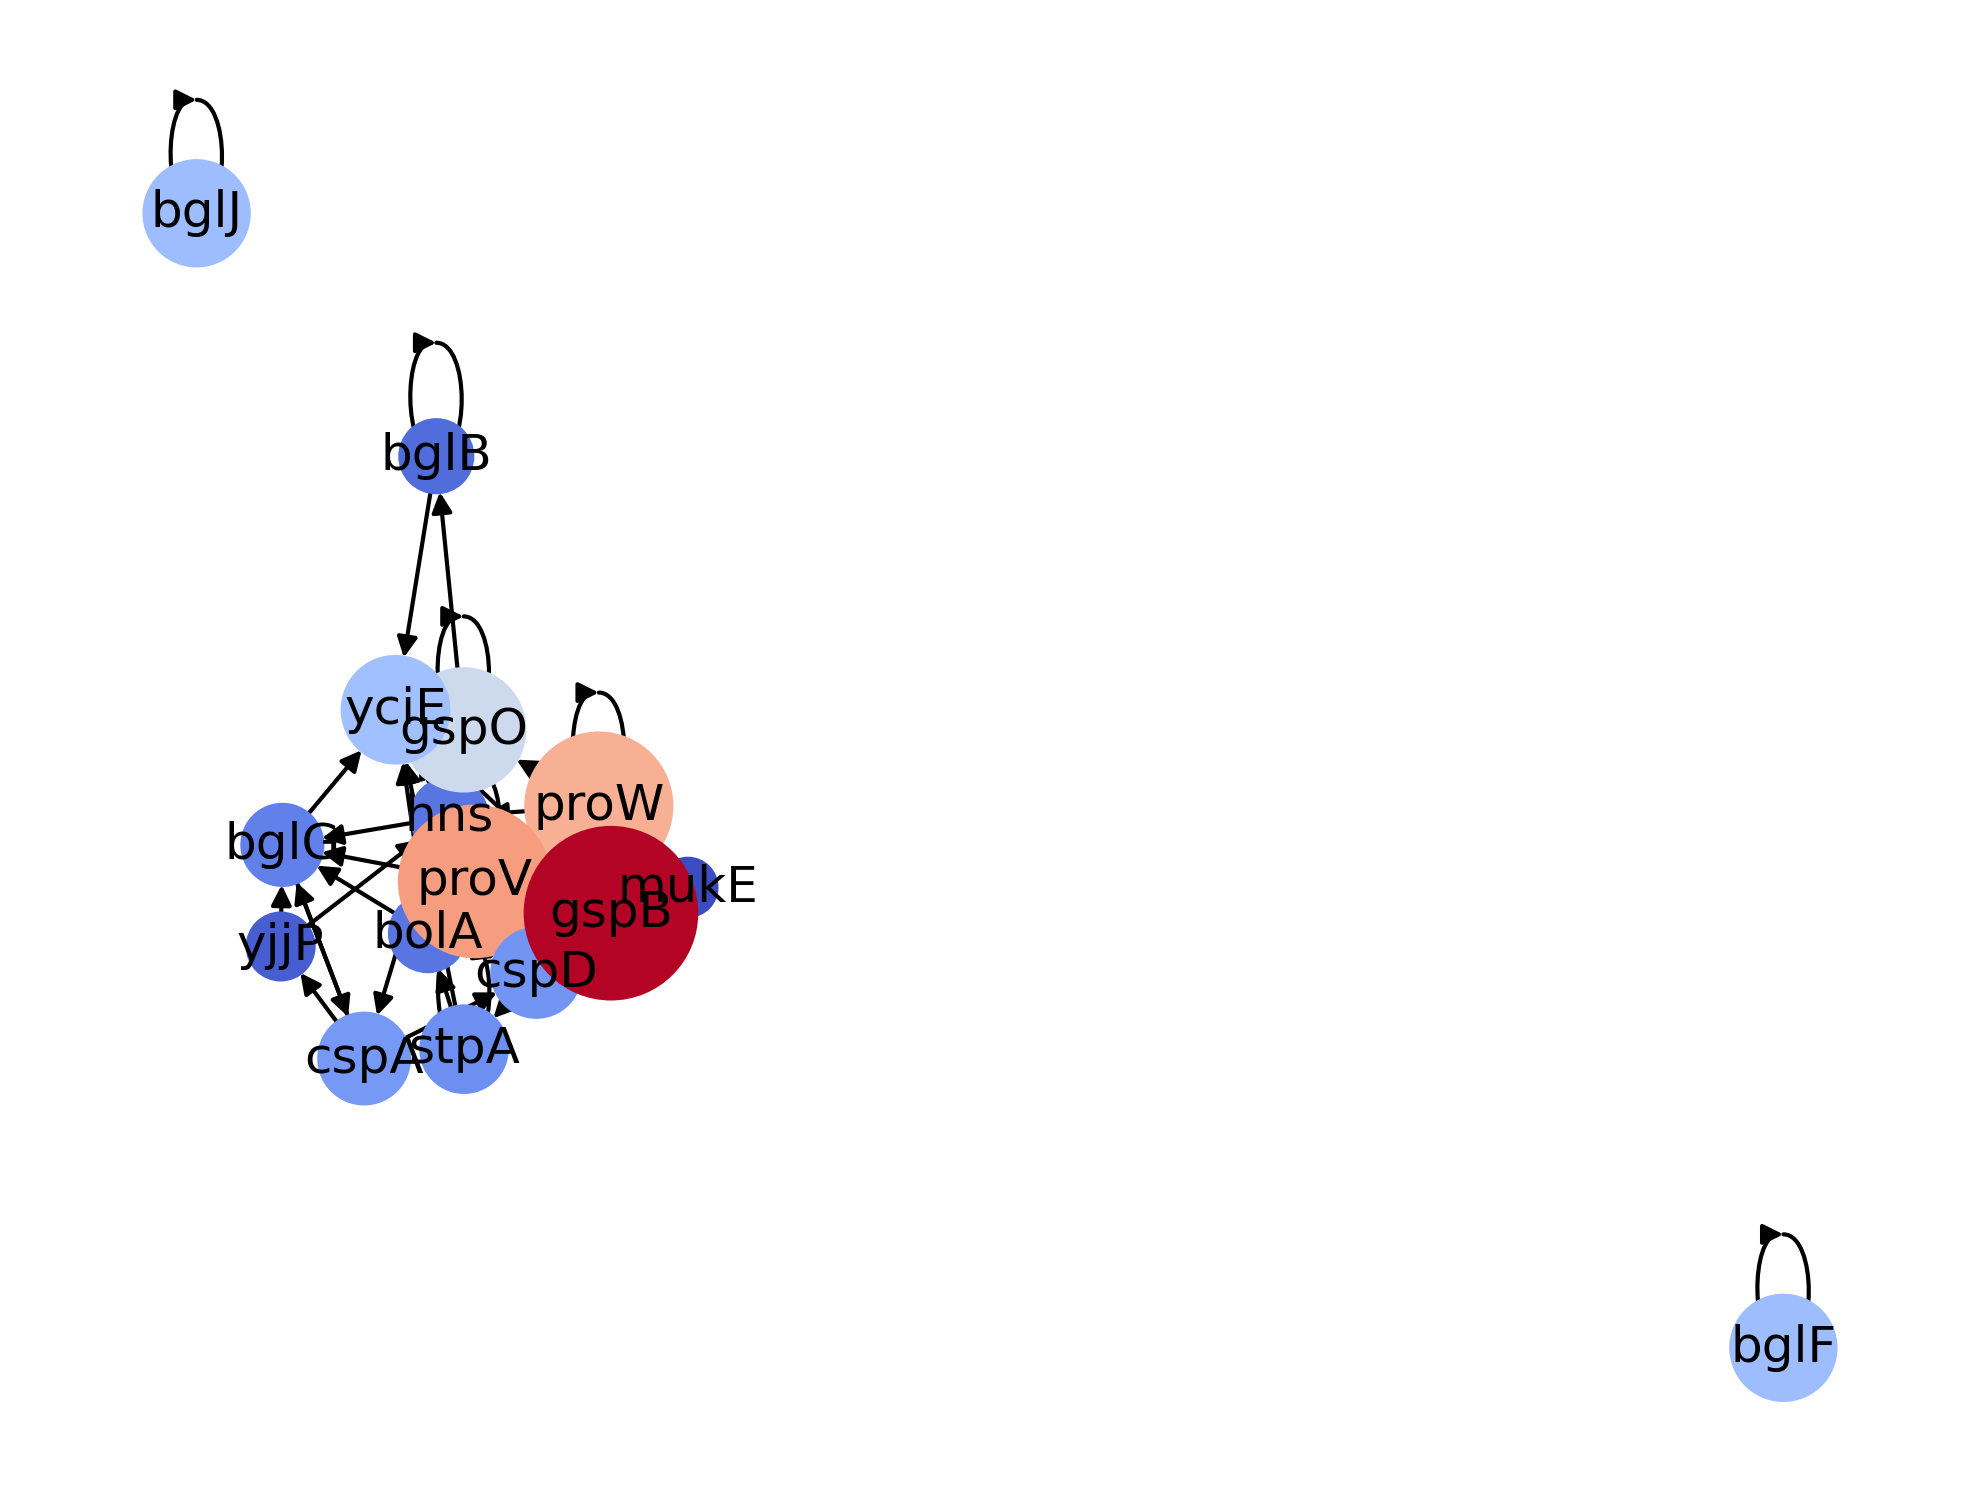 bglJ
bglB
yciE
gspO
proW
hns
bglG
proV
mukE
gspB
bolA
yjjP
cspD
stpA
cspA
bglF